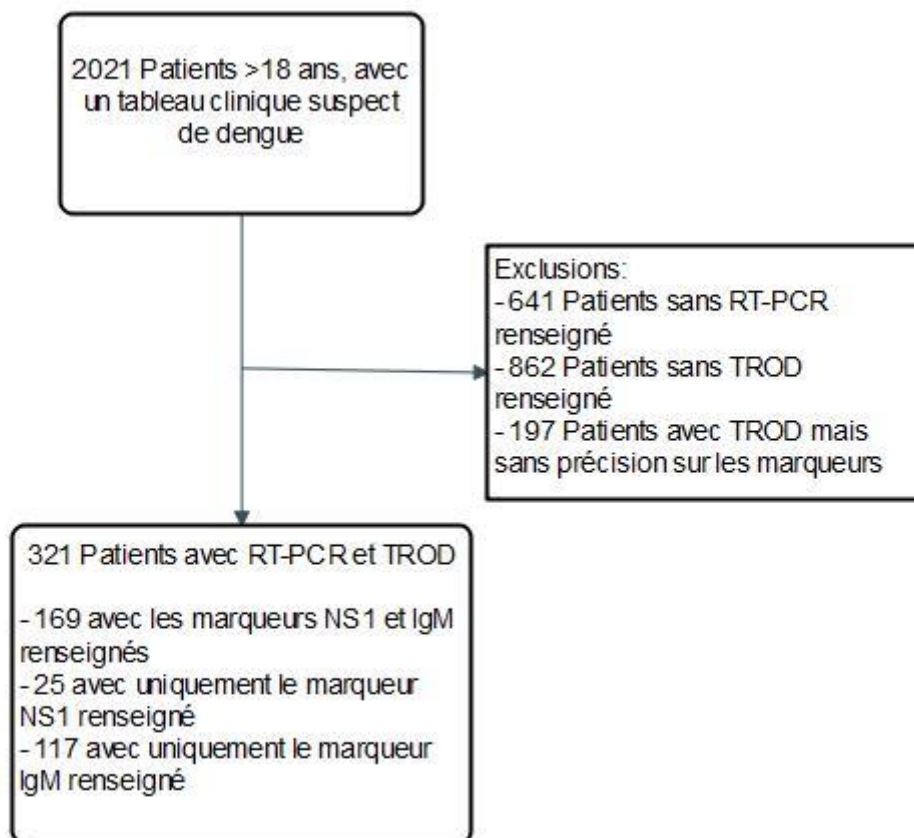 2021 Patients >18 ans, avec
un tableau clinique suspect
de dengue
Exclusions:
-641 Patients sans RT-PCR
renseigné
-862 Patients sans TROD
renseigné
-197 Patients avec TROD mais
sans précision sur les marqueurs
321 Patients avec RT-PCR et TROD
-169 avec les marqueurs NS1 et IgM
renseignés
-25 avec uniquement le marqueur
NS1 renseigné
-117 avec uniquement le marqueur
IgM renseigné